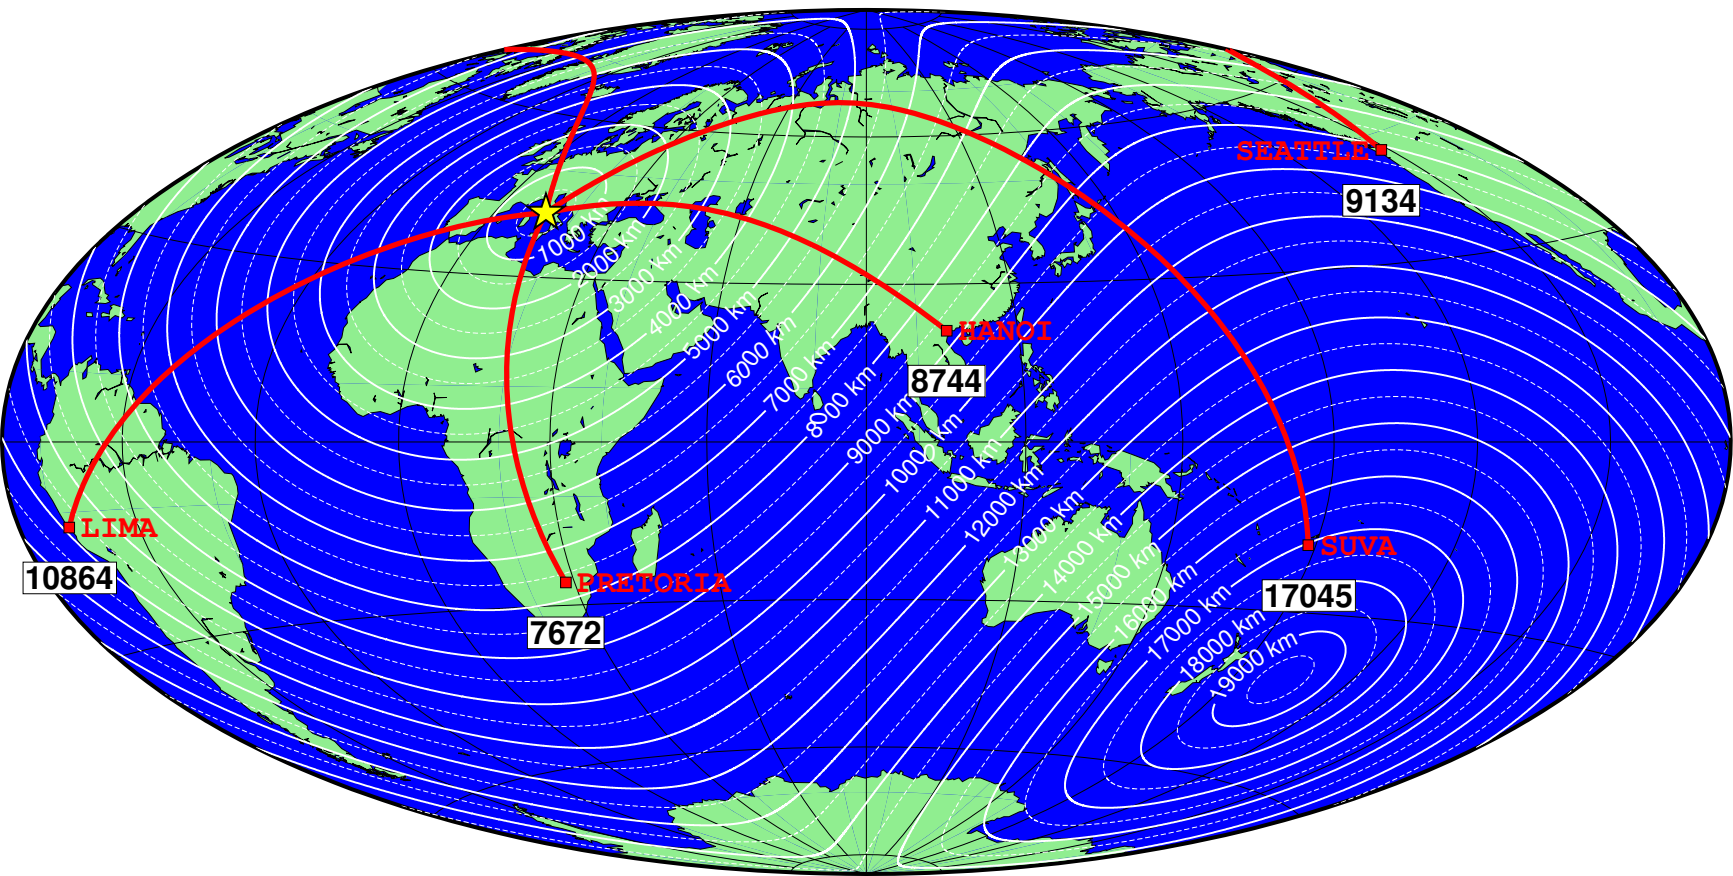 SEATTLE
9134
1000 km
2000 km
3000 km
4000 km
5000 km
6000 km
7000 km
8000 km
9000 km
10000 km
11000 km
12000 km
13000 km
14000 km
15000 km
16000 km
17000 km
18000 km
19000 km
HANOI
8744
LIMA
10864
SUVA
17045
PRETORIA
7672